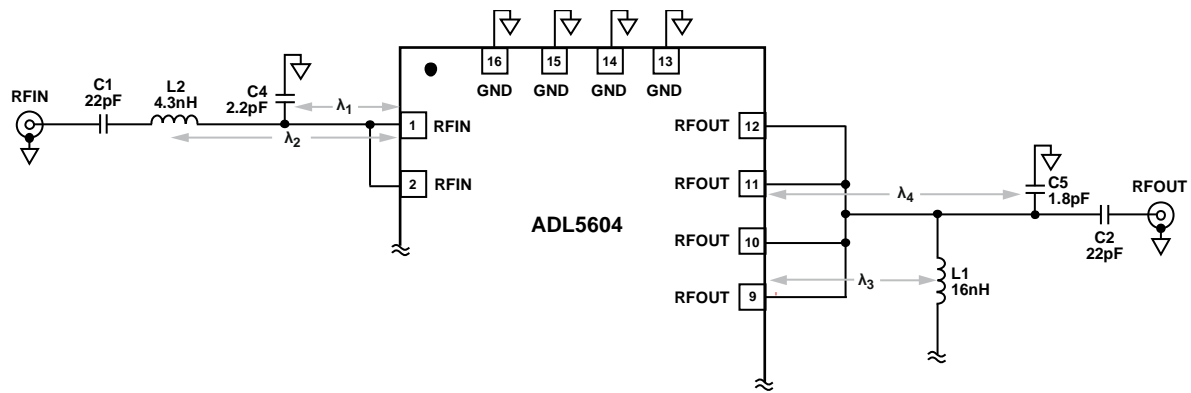 16
15
14
13
GND
GND
GND
GND
RFIN
C1
22pF
L2
4.3nH
C4
2.2pF
λ1
λ2
1
RFIN
2
RFIN
ADL5604
RFOUT
12
RFOUT
11
RFOUT
10
RFOUT
9
λ4
λ3
L1
16nH
C5
1.8pF
C2
22pF
RFOUT